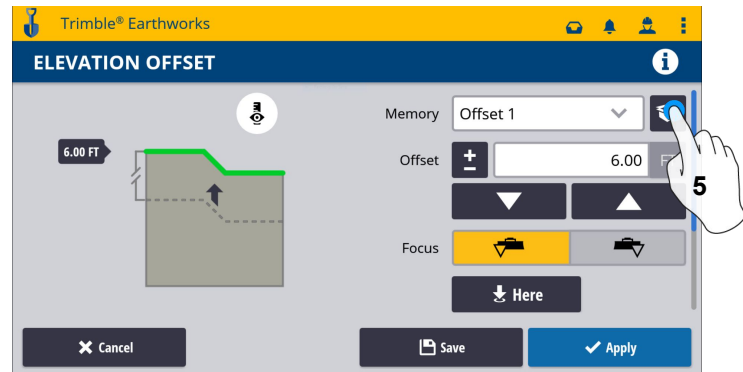 Trimble® Earthworks
ELEVATION OFFSET
Memory Offset 1
6.00 FT
Offset 6.00
5
Focus
Here
Cancel Save Apply